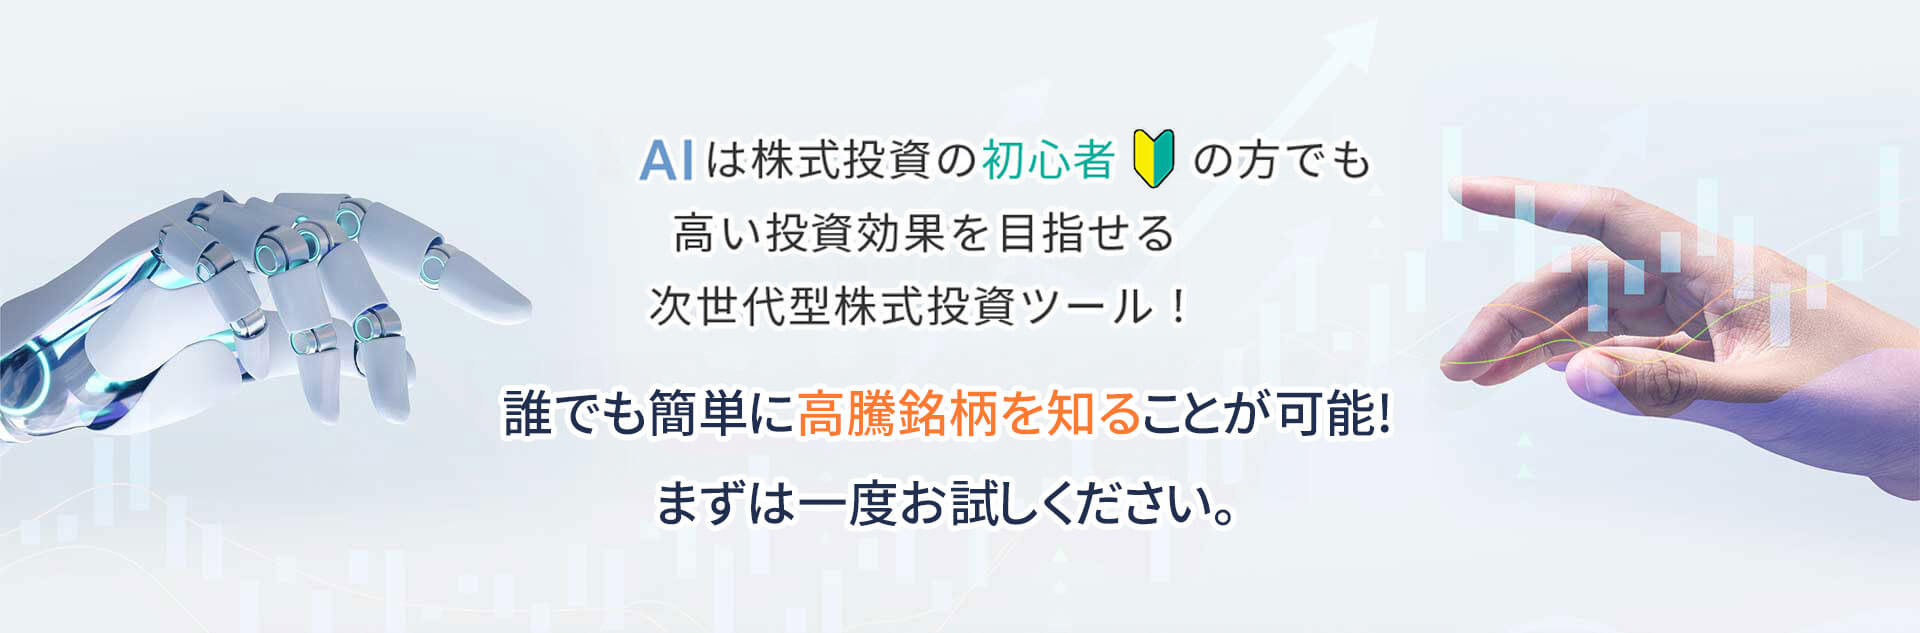 AIは株式投資の初心者🔰の方でも
高い投資効果を目指せる
次世代型株式投資ツール！
誰でも簡単に高騰銘柄を知ることが可能!
まずは一度お試しください。